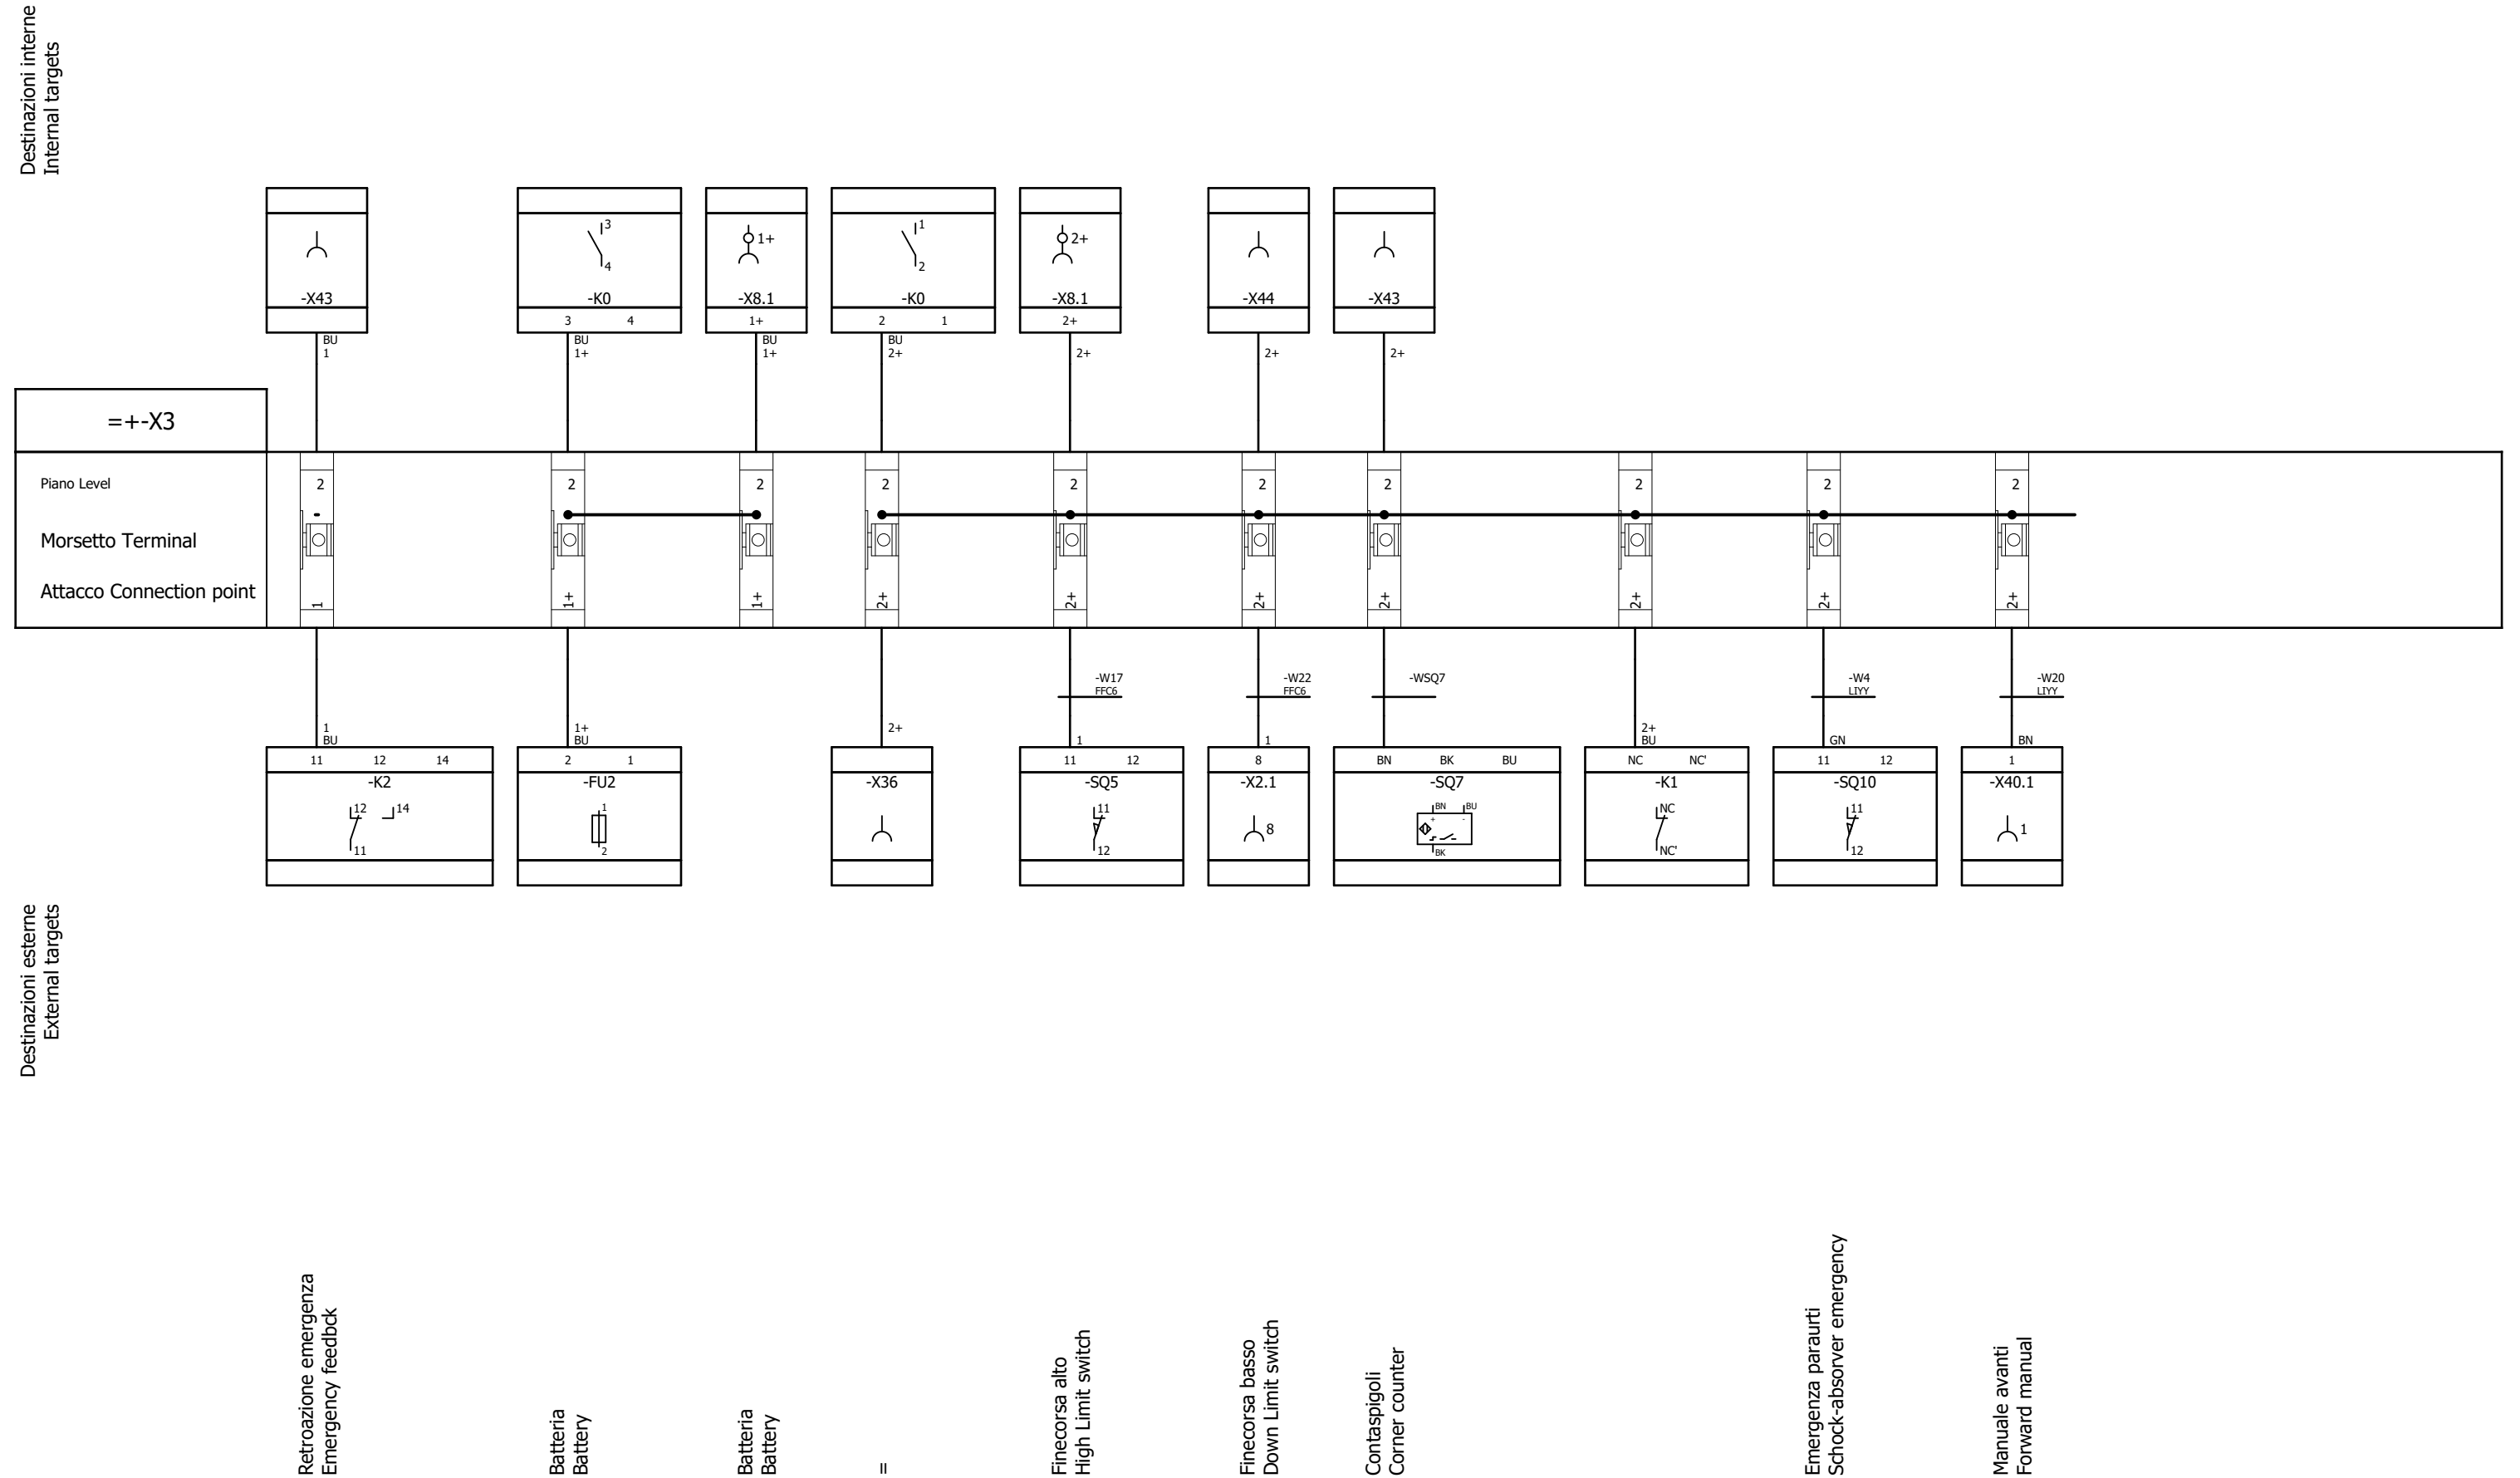 Destinazioni interne
Internal targets
3
4
-X43
-K0
3 4
BU
1
BU
1+
1+
-X8.1
1+
BU
1+
1
2
-K0
2 1
BU
2+
2+
-X8.1
2+
2+
-X44
2+
-X43
2+
=+-X3
Piano Level
2 2 2 2 2 2 2 2 2 2
Morsetto Terminal
Attacco Connection point
1 1+ 1+ 2+ 2+ 2+ 2+ 2+ 2+ 2+
1
BU
11 12 14
-K2
12 14
11
1+
BU
2 1
-FU2
1
2
2+
-X36
-W17
FFC6
1
11 12
-SQ5
11
12
-W22
FFC6
1
8
-X2.1
8
-WSQ7
BN BK BU
-SQ7
BN BU
+ -
BK
2+
BU
NC NC'
-K1
NC
NC'
-W4
LIYY
GN
11 12
-SQ10
11
12
-W20
LIYY
BN
1
-X40.1
1
Destinazioni esterne
External targets
Retroazione emergenza
Emergency feedbck
Batteria
Battery
Batteria
Battery
=
Finecorsa alto
High Limit switch
Finecorsa basso
Down Limit switch
Contaspigoli
Corner counter
Emergenza paraurti
Schock-absorver emergency
Manuale avanti
Forward manual